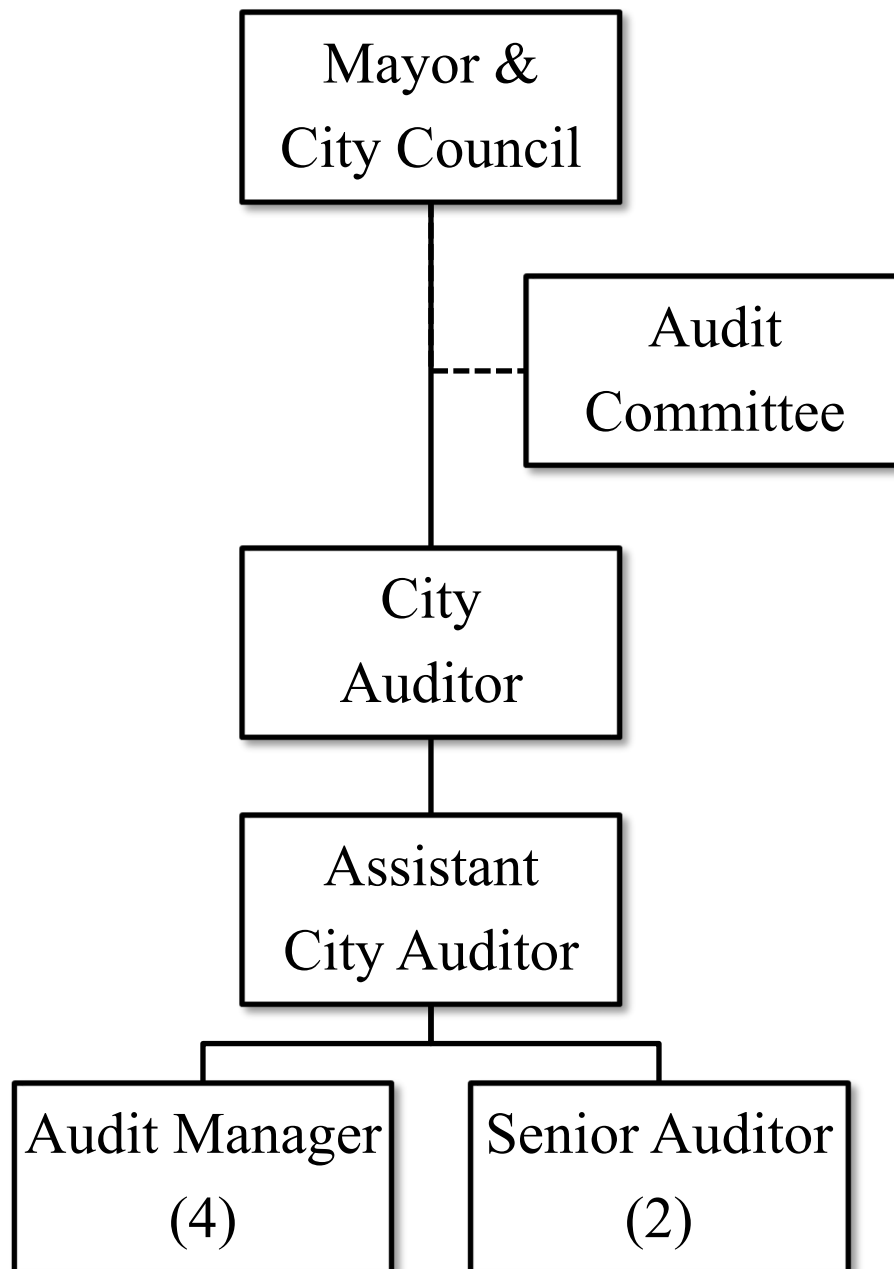 Mayor &
City Council
Audit
Committee
City
Auditor
Assistant
City Auditor
Audit Manager
(4)
Senior Auditor
(2)